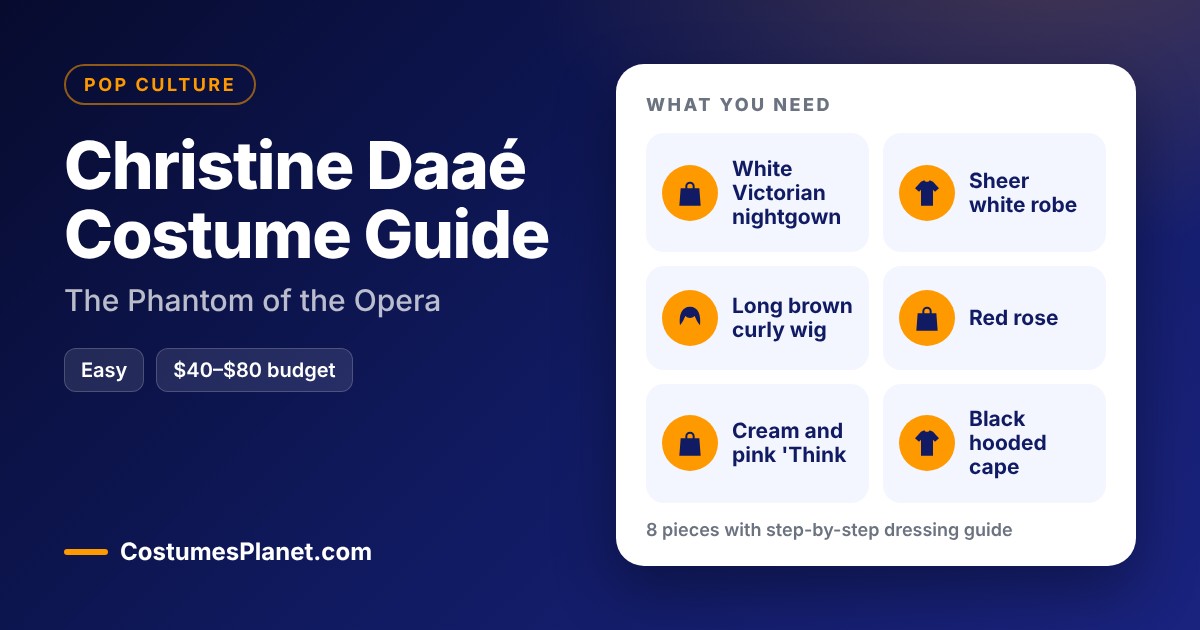 POP CULTURE
Christine Daaé
Costume Guide
The Phantom of the Opera
Easy
$40–$80 budget
CostumesPlanet.com
WHAT YOU NEED
White
Victorian
nightgown
Sheer
white robe
Long brown
curly wig
Red rose
Cream and
pink 'Think
Black
hooded
cape
8 pieces with step-by-step dressing guide